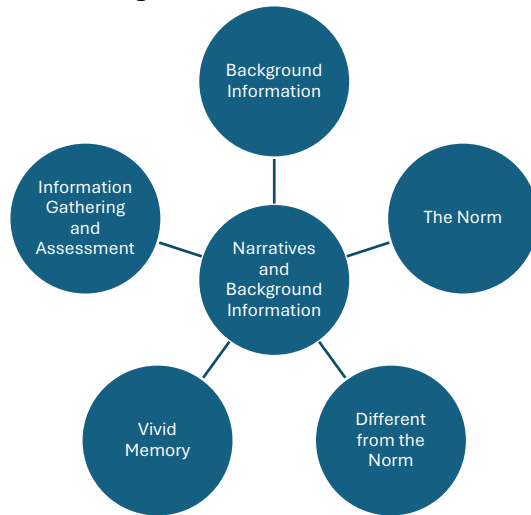 Background
Information
Information
Gathering
and
Assessment
The Norm
Narratives
and
Background
Information
Vivid
Memory
Different
from the
Norm